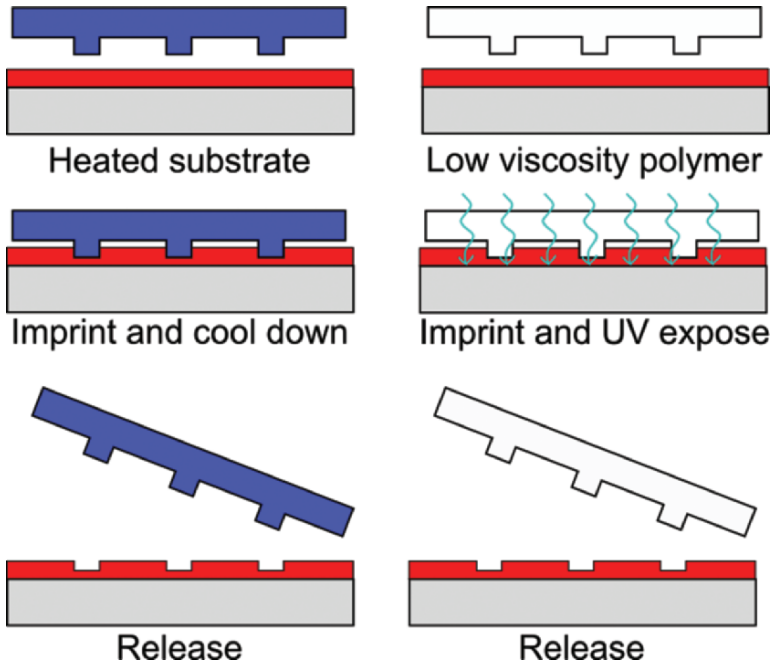 Heated substrate
Low viscosity polymer
Imprint and cool down
Imprint and UV expose
Release
Release